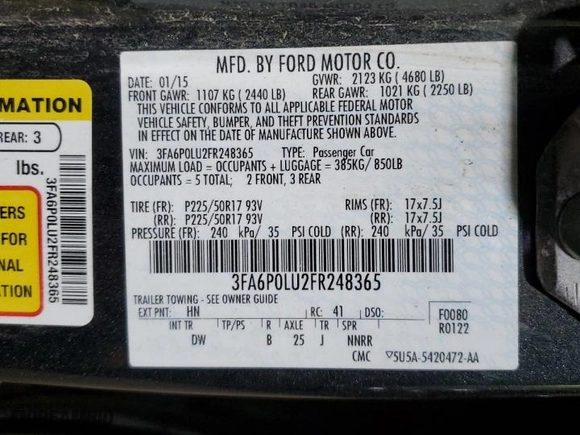 MFD. BY FORD MOTOR CO.
DATE: 01/15 GVWR: 2123 KG ( 4680 LB)
FRONT GAWR: 1107 KG ( 2440 LB) REAR GAWR: 1021 KG ( 2250 LB)
THIS VEHICLE CONFORMS TO ALL APPLICABLE FEDERAL MOTOR
VEHICLE SAFETY, BUMPER, AND THEFT PREVENTION STANDARDS
IN EFFECT ON THE DATE OF MANUFACTURE SHOWN ABOVE.
VIN: 3FA6P0LU2FR248365 TYPE: Passenger Car
MAXIMUM LOAD = OCCUPANTS + LUGGAGE = 385KG/ 850LB
OCCUPANTS = 5 TOTAL; 2 FRONT, 3 REAR
TIRE (FR): P225/50R17 93V RIMS (FR): 17x7.5J
(RR): P225/50R17 93V (RR): 17x7.5J
PRESSURE (FR): 240 kPa/ 35 PSI COLD (RR): 240 kPa/ 35 PSI COLD
3FA6P0LU2FR248365
TRAILER TOWING - SEE OWNER GUIDE
EXT PNT: HN RC: 41 DSO: F0080
R0122
INT TR TP/PS R AXLE TR SPR
DW B 25 J NNRR
CMC 5U5A-5420472-AA
RMATION
REAR: 3
lbs.
ERS
FOR
NAL
ATION
3FA6P0LU2FR248365